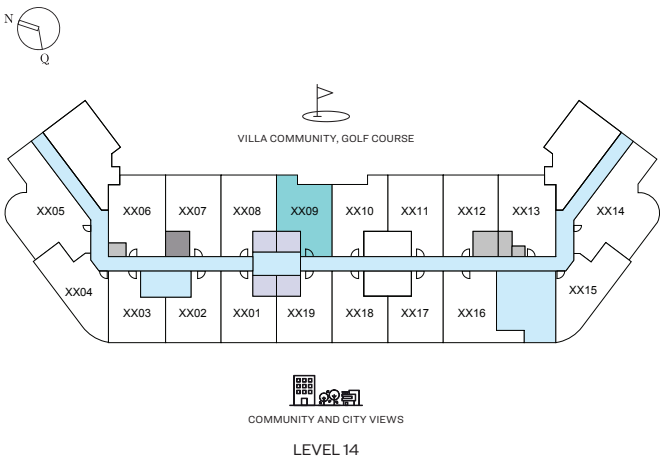 N
Q
VILLA COMMUNITY, GOLF COURSE
XX05
XX06
XX07
XX08
XX09
XX10
XX11
XX12
XX13
XX14
XX04
XX03
XX02
XX01
XX19
XX18
XX17
XX16
XX15
COMMUNITY AND CITY VIEWS
LEVEL 14